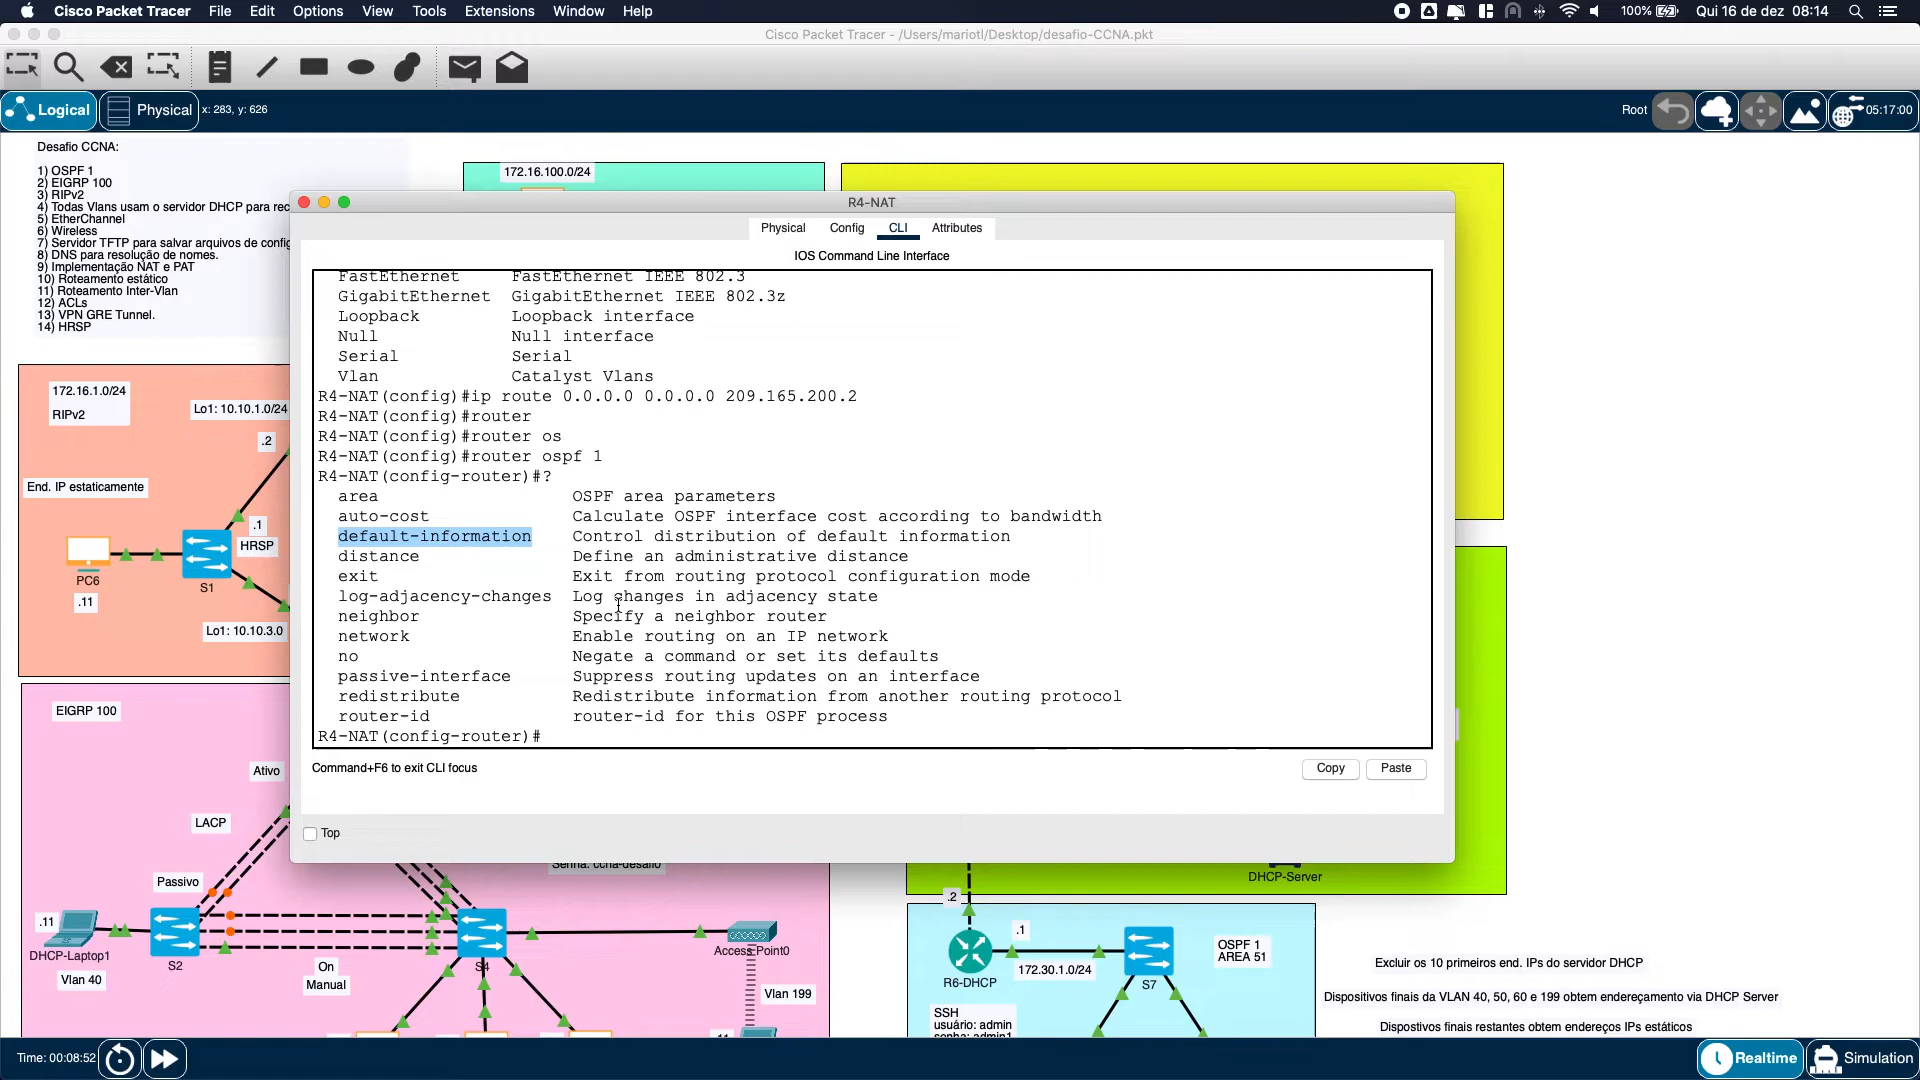 Cisco Packet Tracer File Edit Options View Tools Extensions Window Help
100% Qui 16 de dez 08:14
Cisco Packet Tracer - /Users/mariotl/Desktop/desafio-CCNA.pkt
Logical
Physical
x: 283, y: 626
Root
05:17:00
Desafio CCNA:
1) OSPF 1
2) EIGRP 100
3) RIPv2
4) Todas Vlans usam o servidor DHCP para rec
5) EtherChannel
6) Wireless
7) Servidor TFTP para salvar arquivos de config
8) DNS para resolução de nomes.
9) Implementação NAT e PAT
10) Roteamento estático
11) Roteamento Inter-Vlan
12) ACLs
13) VPN GRE Tunnel.
14) HRSP
172.16.100.0/24
R4-NAT
Physical Config CLI Attributes
IOS Command Line Interface
FastEthernet FastEthernet IEEE 802.3
GigabitEthernet GigabitEthernet IEEE 802.3z
Loopback Loopback interface
Null Null interface
Serial Serial
Vlan Catalyst Vlans
R4-NAT(config)#ip route 0.0.0.0 0.0.0.0 209.165.200.2
R4-NAT(config)#router
R4-NAT(config)#router os
R4-NAT(config)#router ospf 1
R4-NAT(config-router)#?
area OSPF area parameters
auto-cost Calculate OSPF interface cost according to bandwidth
default-information Control distribution of default information
distance Define an administrative distance
exit Exit from routing protocol configuration mode
log-adjacency-changes Log changes in adjacency state
neighbor Specify a neighbor router
network Enable routing on an IP network
no Negate a command or set its defaults
passive-interface Suppress routing updates on an interface
redistribute Redistribute information from another routing protocol
router-id router-id for this OSPF process
R4-NAT(config-router)#
Command+F6 to exit CLI focus
Copy
Paste
Top
172.16.1.0/24
RIPv2
Lo1: 10.10.1.0/24
.2
End. IP estaticamente
.1
HRSP
PC6
.11
S1
Lo1: 10.10.3.0
EIGRP 100
Ativo
LACP
Senha: ccna-desafio
Passivo
.11
DHCP-Laptop1
Vlan 40
S2
On
Manual
S4
Access Point0
Vlan 199
.11
DHCP-Server
.2
.1
172.30.1.0/24
R6-DHCP
S7
OSPF 1
AREA 51
SSH
usuário: admin
senha: admin1
Excluir os 10 primeiros end. IPs do servidor DHCP
Dispositivos finais da VLAN 40, 50, 60 e 199 obtem endereçamento via DHCP Server
Dispostivos finais restantes obtem endereços IPs estáticos
Time: 00:08:52
Realtime
Simulation